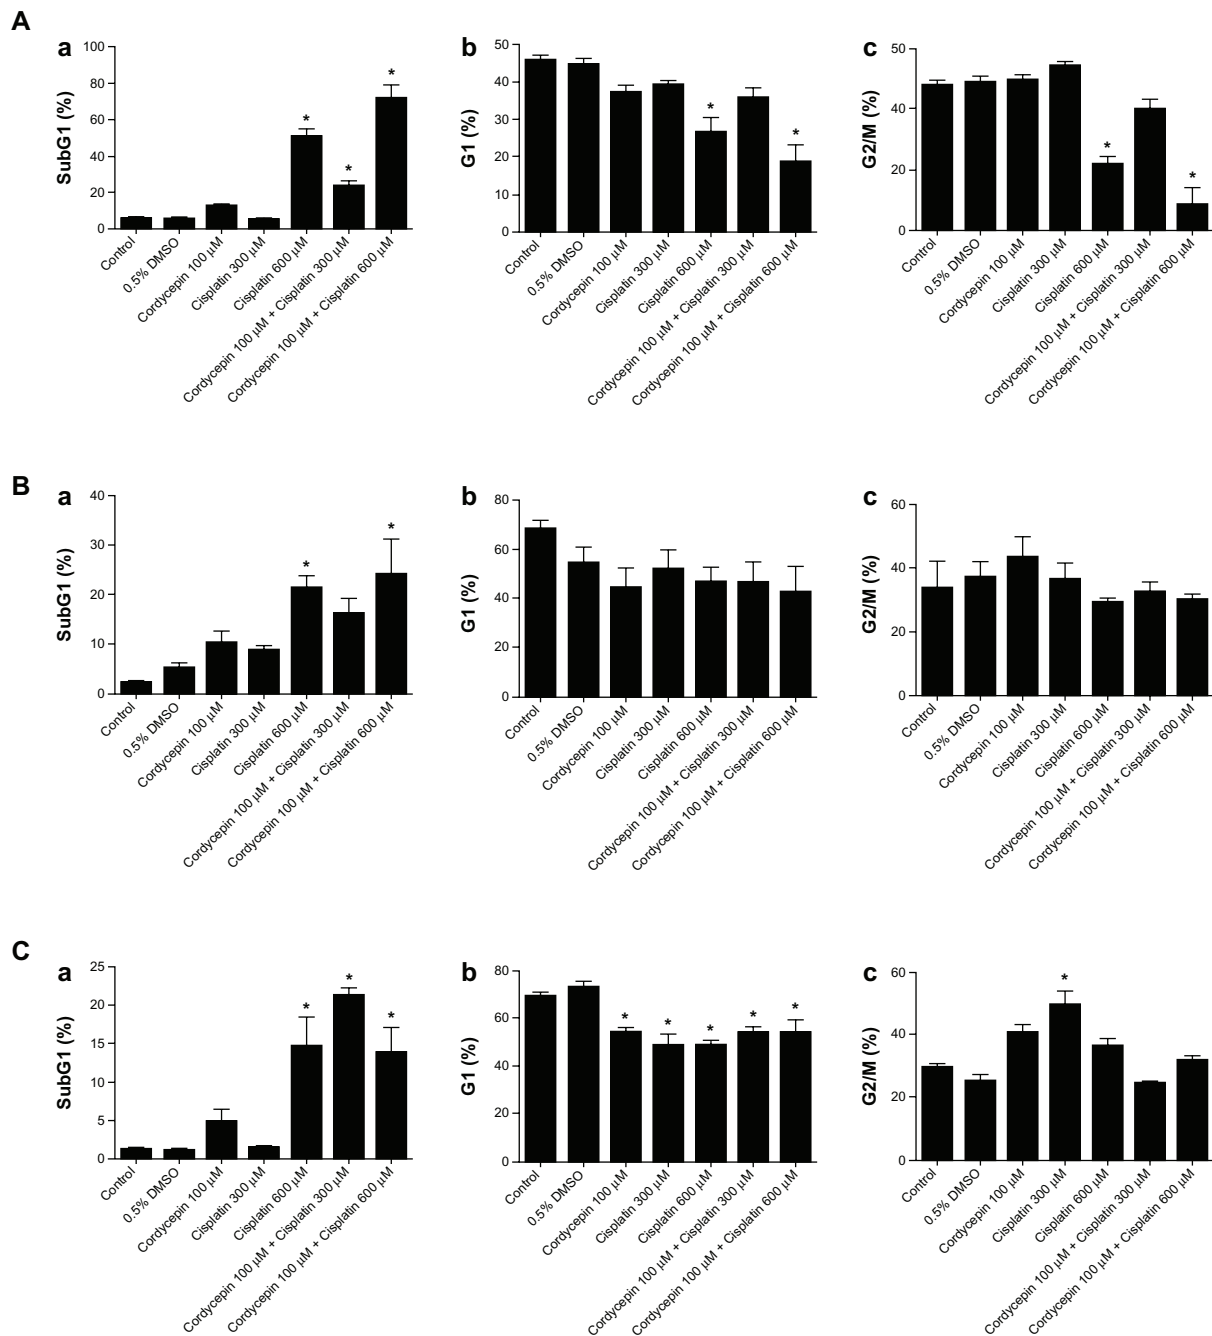 A
a
SubG1 (%)
100
80
60
40
20
0
*
*
*
Control
0.5% DMSO
Cordycepin 100 μM
Cisplatin 300 μM
Cisplatin 600 μM
Cordycepin 100 μM + Cisplatin 300 μM
Cordycepin 100 μM + Cisplatin 600 μM
b
G1 (%)
50
40
30
20
10
0
*
*
Control
0.5% DMSO
Cordycepin 100 μM
Cisplatin 300 μM
Cisplatin 600 μM
Cordycepin 100 μM + Cisplatin 300 μM
Cordycepin 100 μM + Cisplatin 600 μM
c
G2/M (%)
50
40
20
0
*
*
Control
0.5% DMSO
Cordycepin 100 μM
Cisplatin 300 μM
Cisplatin 600 μM
Cordycepin 100 μM + Cisplatin 300 μM
Cordycepin 100 μM + Cisplatin 600 μM
B
a
SubG1 (%)
40
30
20
10
0
*
*
Control
0.5% DMSO
Cordycepin 100 μM
Cisplatin 300 μM
Cisplatin 600 μM
Cordycepin 100 μM + Cisplatin 300 μM
Cordycepin 100 μM + Cisplatin 600 μM
b
G1 (%)
80
60
40
20
0
Control
0.5% DMSO
Cordycepin 100 μM
Cisplatin 300 μM
Cisplatin 600 μM
Cordycepin 100 μM + Cisplatin 300 μM
Cordycepin 100 μM + Cisplatin 600 μM
c
G2/M (%)
60
40
20
0
Control
0.5% DMSO
Cordycepin 100 μM
Cisplatin 300 μM
Cisplatin 600 μM
Cordycepin 100 μM + Cisplatin 300 μM
Cordycepin 100 μM + Cisplatin 600 μM
C
a
SubG1 (%)
25
20
15
10
5
0
*
*
*
Control
0.5% DMSO
Cordycepin 100 μM
Cisplatin 300 μM
Cisplatin 600 μM
Cordycepin 100 μM + Cisplatin 300 μM
Cordycepin 100 μM + Cisplatin 600 μM
b
G1 (%)
80
60
40
20
0
*
*
*
*
*
Control
0.5% DMSO
Cordycepin 100 μM
Cisplatin 300 μM
Cisplatin 600 μM
Cordycepin 100 μM + Cisplatin 300 μM
Cordycepin 100 μM + Cisplatin 600 μM
c
G2/M (%)
60
40
20
0
*
Control
0.5% DMSO
Cordycepin 100 μM
Cisplatin 300 μM
Cisplatin 600 μM
Cordycepin 100 μM + Cisplatin 300 μM
Cordycepin 100 μM + Cisplatin 600 μM